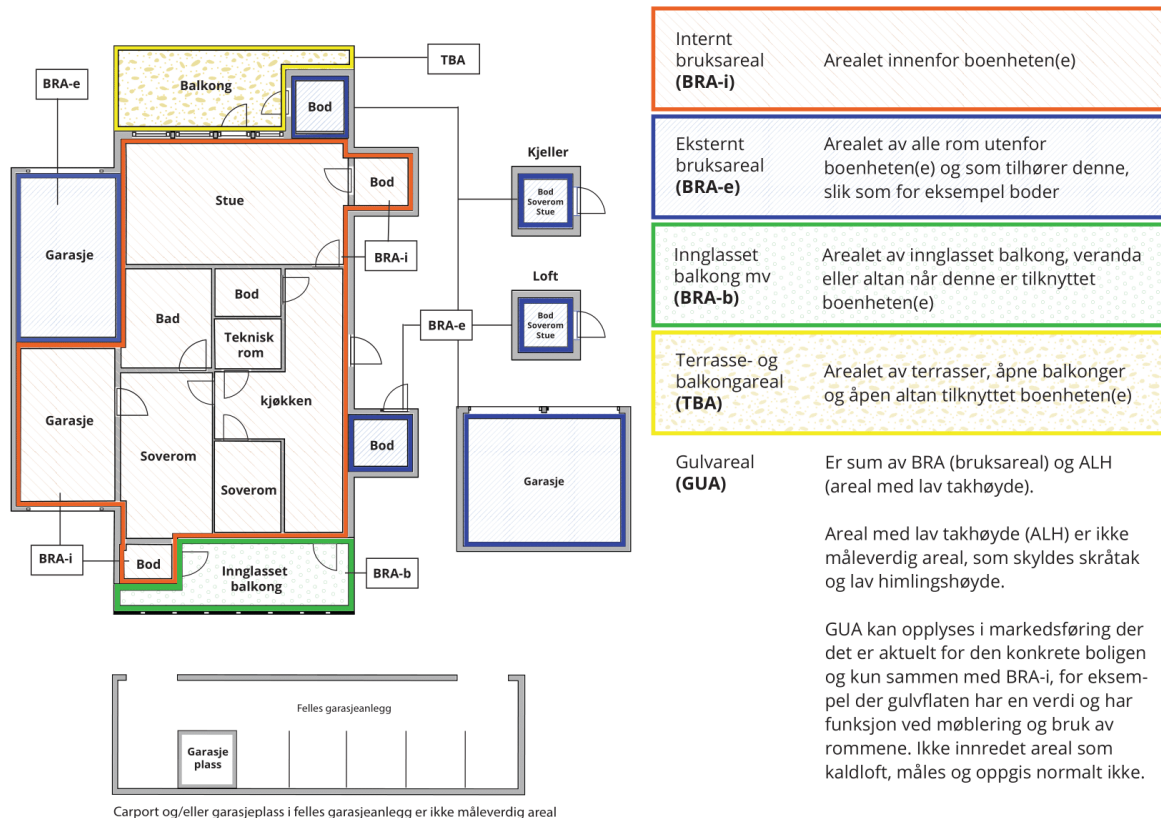 TBA
BRA-e
Balkong
Bod
Kjeller
Bod
Stue
Bod
Soverom
Stue
Garasje
BRA-i
Loft
Bod
Bad
Bod
Soverom
Stue
BRA-e
Teknisk
rom
kjøkken
Garasje
Bod
Soverom
Garasje
Soverom
BRA-i
Bod
Innglasset
balkong
BRA-b
Felles garasjeanlegg
Garasje
plass
Carport og/eller garasjeplass i felles garasjeanlegg er ikke måleverdig areal
Internt
bruksareal
(BRA-i)
Arealet innenfor boenheten(e)
Eksternt
bruksareal
(BRA-e)
Arealet av alle rom utenfor
boenheten(e) og som tilhører denne,
slik som for eksempel boder
Innglasset
balkong mv
(BRA-b)
Arealet av innglasset balkong, veranda
eller altan når denne er tilknyttet
boenheten(e)
Terrasse- og
balkongareal
(TBA)
Arealet av terrasser, åpne balkonger
og åpen altan tilknyttet boenheten(e)
Gulvareal
(GUA)
Er sum av BRA (bruksareal) og ALH
(areal med lav takhøyde).
Areal med lav takhøyde (ALH) er ikke
måleverdig areal, som skyldes skråtak
og lav himlingshøyde.
GUA kan opplyses i markedsføring der
det er aktuelt for den konkrete boligen
og kun sammen med BRA-i, for eksem-
pel der gulvflaten har en verdi og har
funksjon ved møblering og bruk av
rommene. Ikke innredet areal som
kaldloft, måles og oppgis normalt ikke.